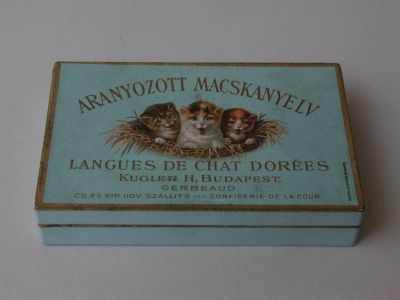 ARANYOZOTT MACSKANYELV
LANGUES DE CHAT DORÉES
KUGLER H. BUDAPEST.
GERBEAUD
CS. ÉS KIR. UDV. SZÁLLITÓ — CONFISERIE DE LA COUR.